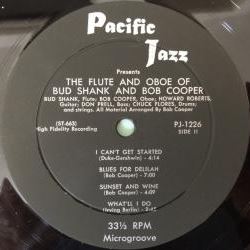 Pacific
Jazz
Presents
THE FLUTE AND OBOE OF
BUD SHANK AND BOB COOPER
BUD SHANK, Flute; BOB COOPER, Oboe; HOWARD ROBERTS,
Guitar; DON PRELL, Bass; CHUCK FLORES, Drums;
and strings. All Material Arranged by Bob Cooper
(ST-663)
High Fidelity Recording
PJ-1226
SIDE II
I CAN'T GET STARTED
(Duke-Gershwin) - 4:14
BLUES FOR DELILAH
(Bob Cooper) - 7:00
SUNSET AND WINE
(Bob Cooper) - 4:09
WHAT'LL I DO
(Irving Berlin) - 3:42
33⅓ RPM
Microgroove